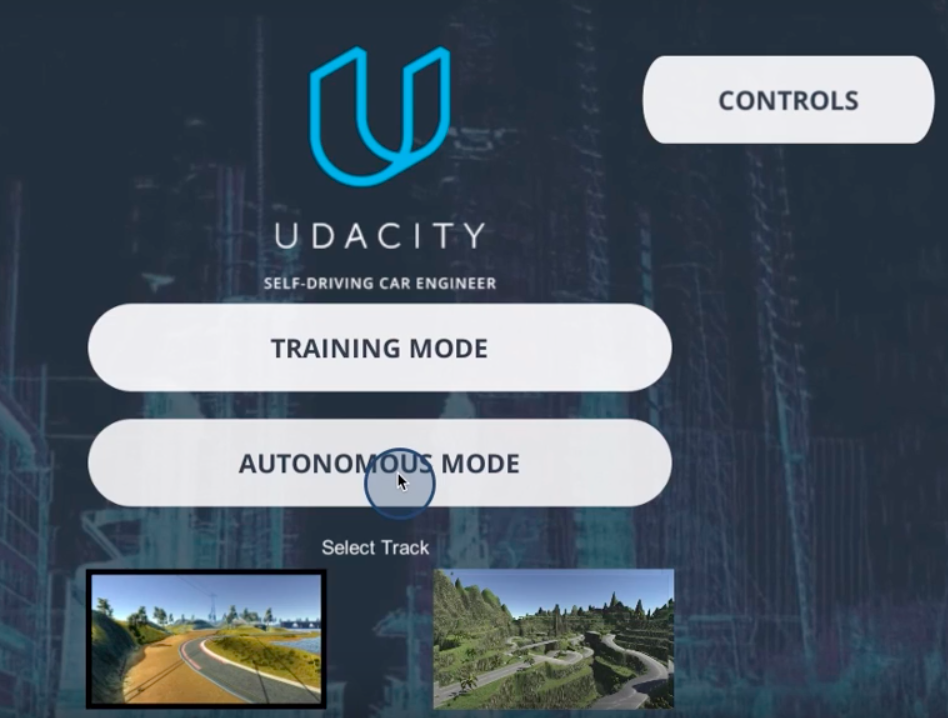 CONTROLS
UDACITY
SELF-DRIVING CAR ENGINEER
TRAINING MODE
AUTONOMOUS MODE
Select Track